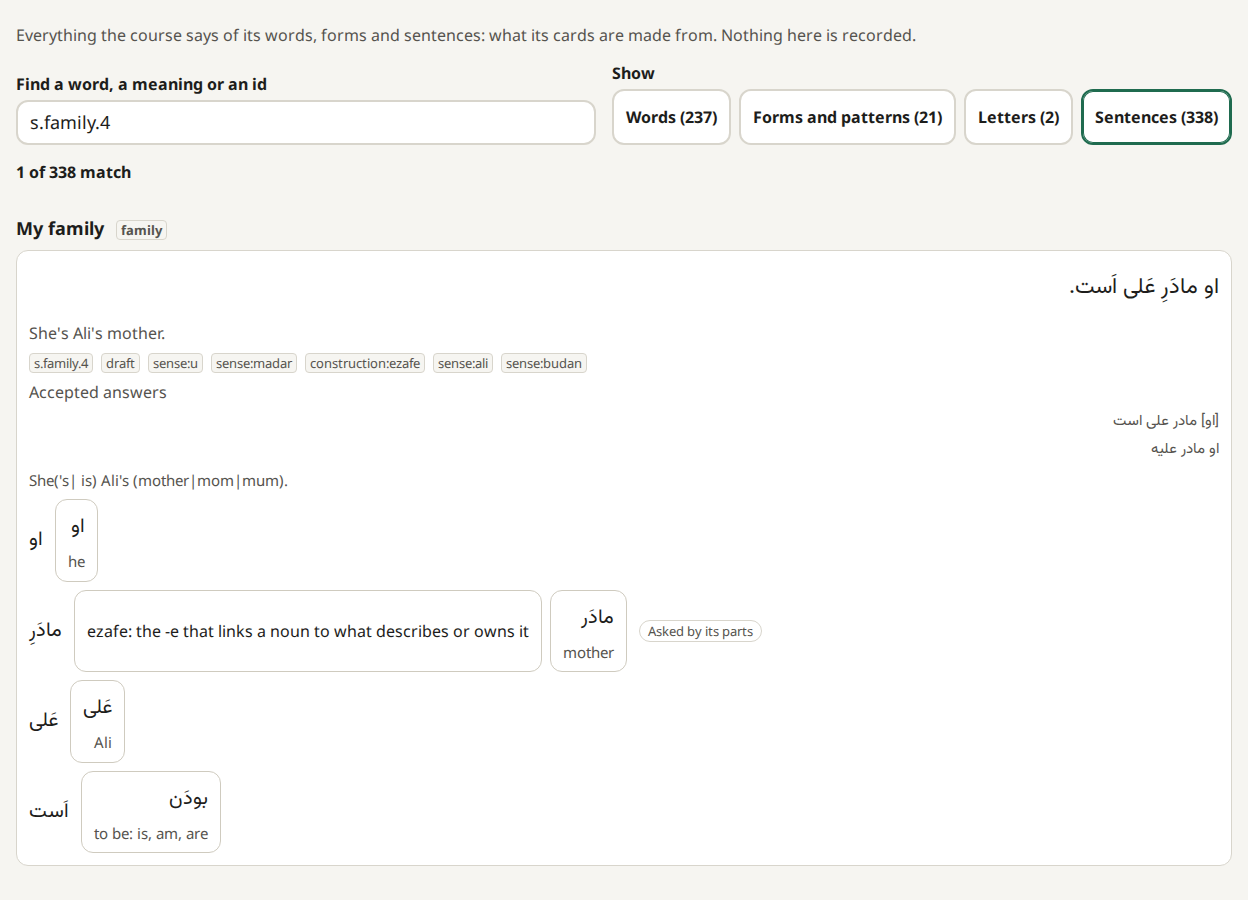 Everything the course says of its words, forms and sentences: what its cards are made from. Nothing here is recorded.
Find a word, a meaning or an id
s.family.4
Show
Words (237)
Forms and patterns (21)
Letters (2)
Sentences (338)
1 of 338 match
My family family
او مادَرِ عَلی اَست.
She's Ali's mother.
s.family.4 draft sense:u sense:madar construction:ezafe sense:ali sense:budan
Accepted answers
[او] مادر علی است
او مادر علیه
She('s| is) Ali's (mother|mom|mum).
او
او
he
مادَرِ
ezafe: the -e that links a noun to what describes or owns it
مادَر
mother
Asked by its parts
عَلی
عَلی
Ali
اَست
بودَن
to be: is, am, are